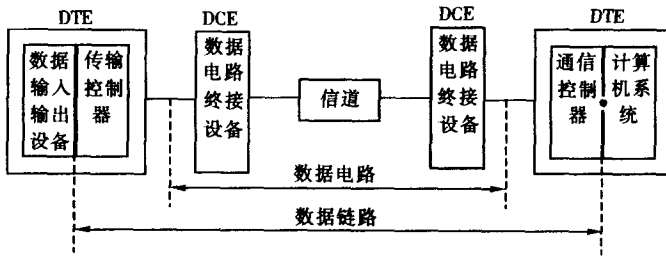 DTE
DCE
DCE
DTE
数据
输入
输出
设备
传输
控制
器
数据
电路
终接
设备
信道
数据
电路
终接
设备
通信
控制
器
计算
机系
统
数据电路
数据链路